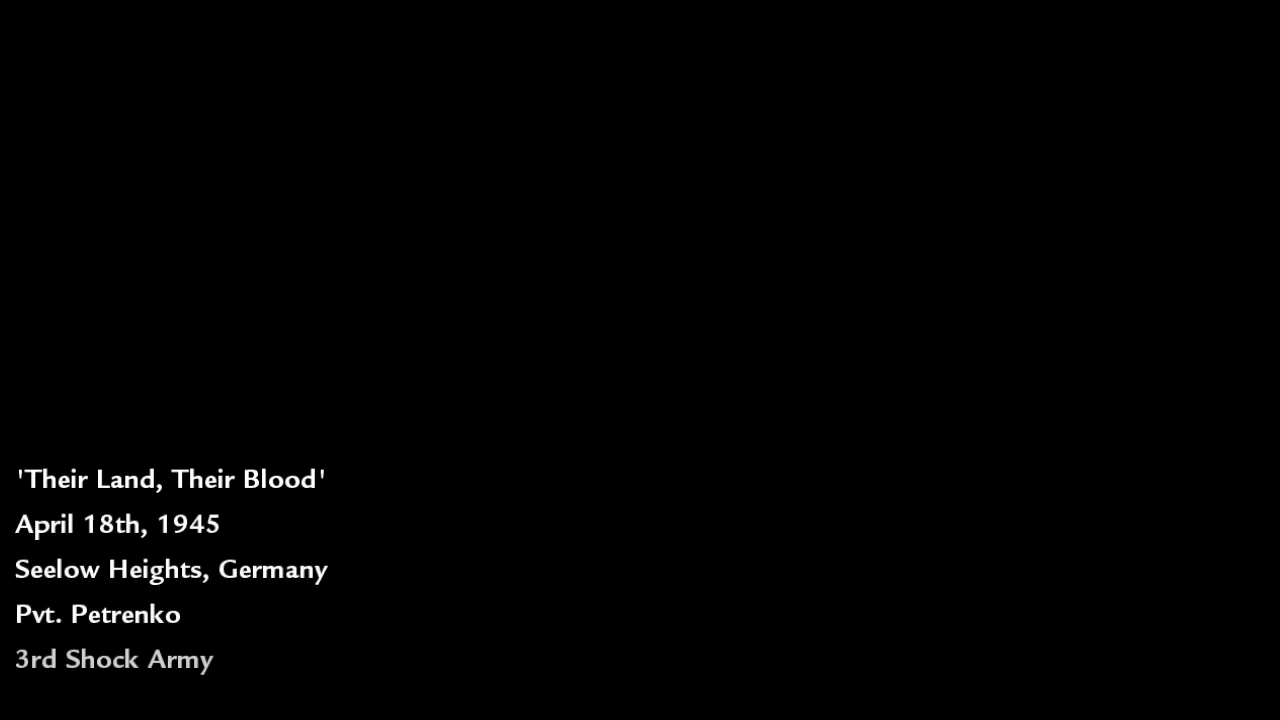 'Their Land, Their Blood'
April 18th, 1945
Seelow Heights, Germany
Pvt. Petrenko
3rd Shock Army